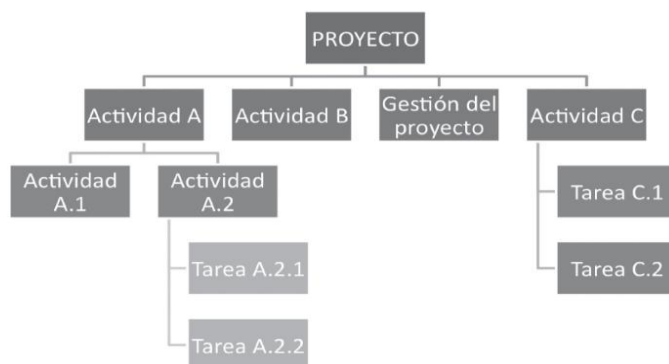 PROYECTO
Actividad A
Actividad B
Gestión del
proyecto
Actividad C
Actividad
A.1
Actividad
A.2
Tarea C.1
Tarea A.2.1
Tarea C.2
Tarea A.2.2